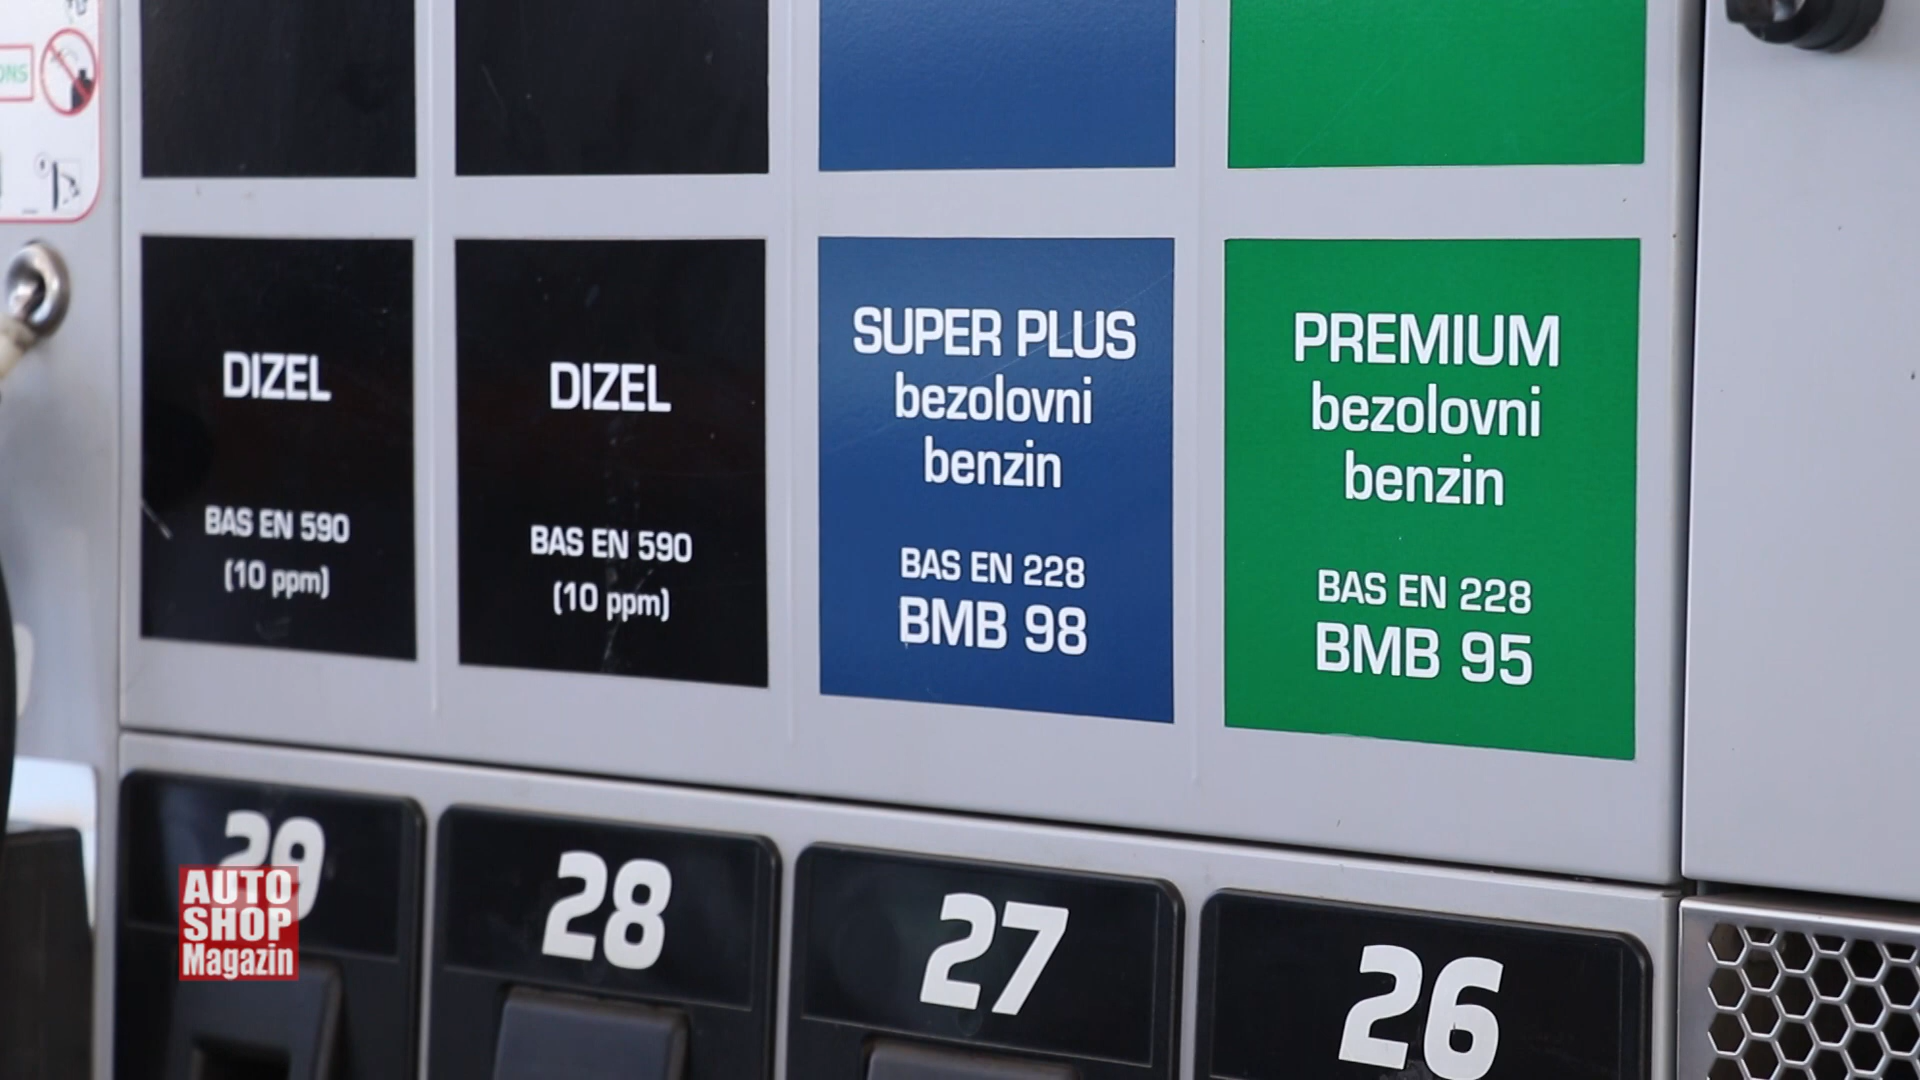 DIZEL
BAS EN 590
(10 ppm)
DIZEL
BAS EN 590
(10 ppm)
SUPER PLUS
bezolovni
benzin
BAS EN 228
BMB 98
PREMIUM
bezolovni
benzin
BAS EN 228
BMB 95
29
28
27
26
AUTO
SHOP
Magazin